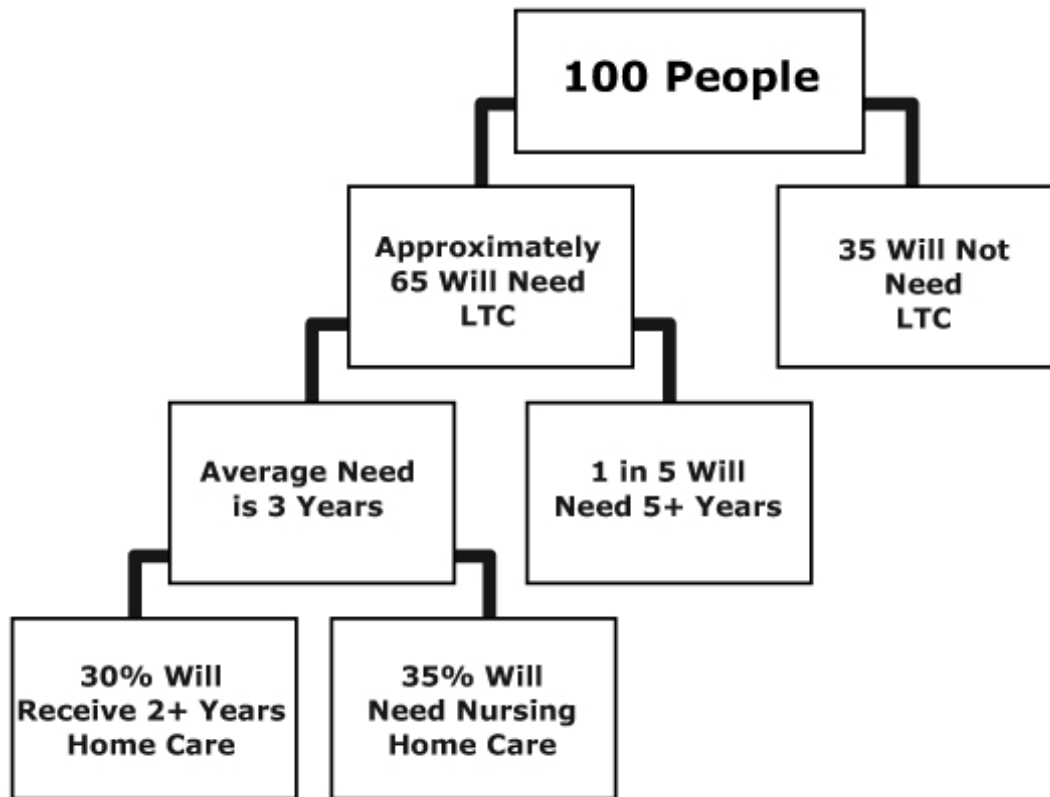 100 People
Approximately
65 Will Need
LTC
35 Will Not
Need
LTC
Average Need
is 3 Years
1 in 5 Will
Need 5+ Years
30% Will
Receive 2+ Years
Home Care
35% Will
Need Nursing
Home Care